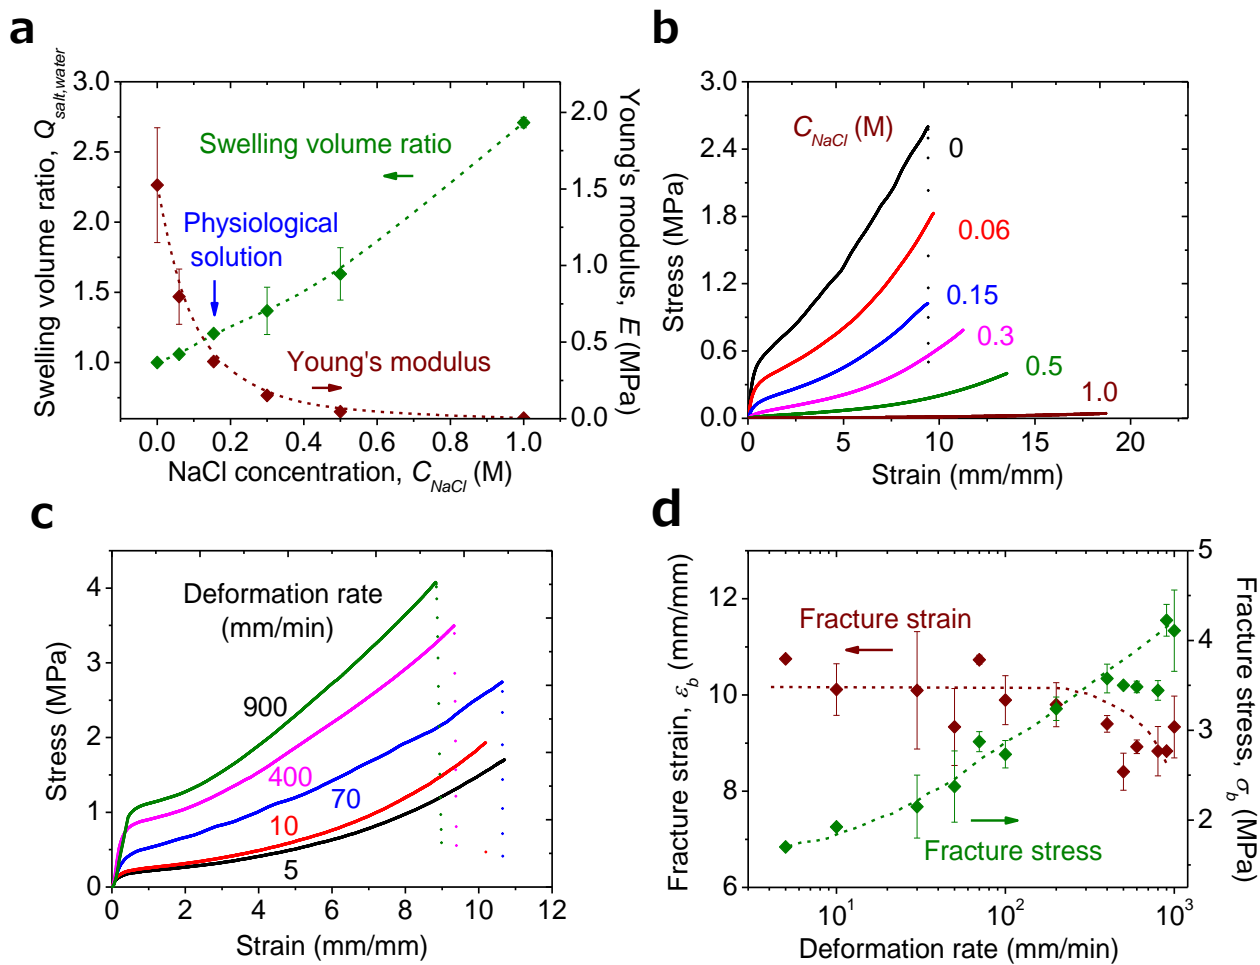 a
Swelling volume ratio, Q_salt,water
3.0
2.5
2.0
1.5
1.0
Swelling volume ratio
Physiological
solution
Young's modulus
2.0
1.5
1.0
0.5
0.0
Young's modulus, E (MPa)
0.0 0.2 0.4 0.6 0.8 1.0
NaCl concentration, C_NaCl (M)
b
Stress (MPa)
3.0
2.4
1.8
1.2
0.6
0.0
C_NaCl (M)
0
0.06
0.15
0.3
0.5
1.0
0 5 10 15 20
Strain (mm/mm)
c
Stress (MPa)
4
3
2
1
0
Deformation rate
(mm/min)
900
400
70
10
5
0 2 4 6 8 10 12
Strain (mm/mm)
d
Fracture strain, ε_b (mm/mm)
12
10
8
6
Fracture strain
Fracture stress
5
4
3
2
Fracture stress, σ_b (MPa)
10¹ 10² 10³
Deformation rate (mm/min)